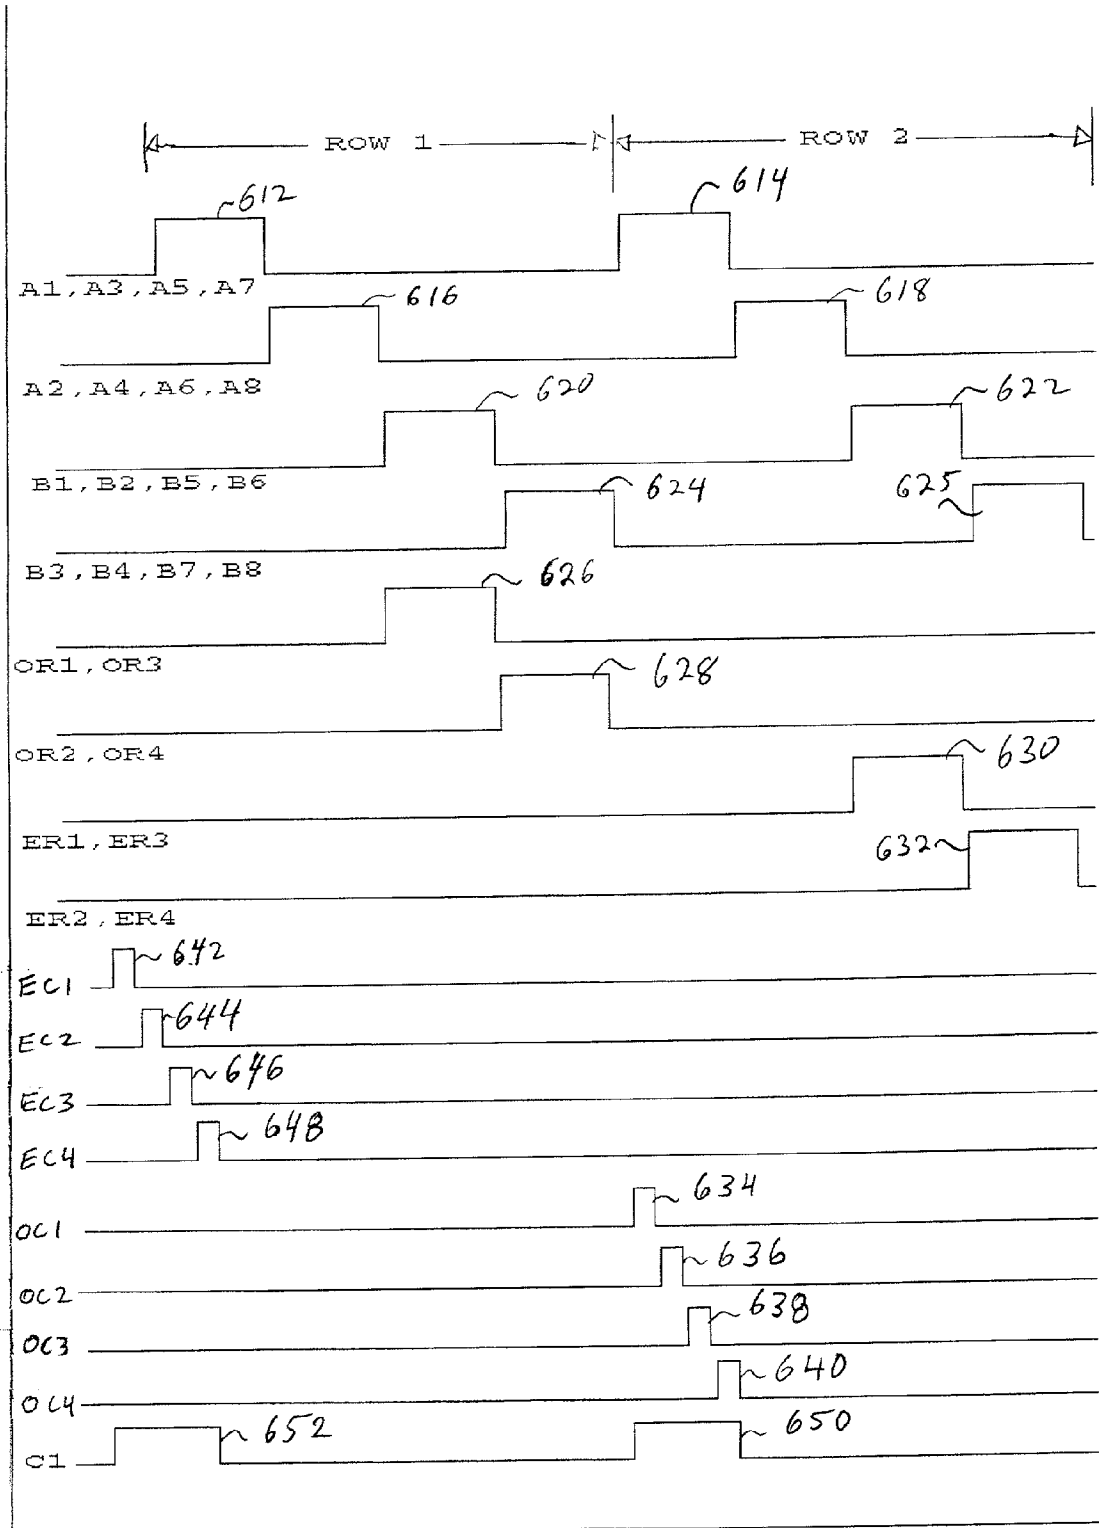 ROW 1 ROW 2
612 614
A1,A3,A5,A7
616 618
A2,A4,A6,A8
620 622
B1,B2,B5,B6
624 625
B3,B4,B7,B8
626
OR1,OR3
628
OR2,OR4
630
ER1,ER3
632
ER2,ER4
642
EC1
644
EC2
646
EC3
648
EC4
634
OC1
636
OC2
638
OC3
640
OC4
652 650
C1